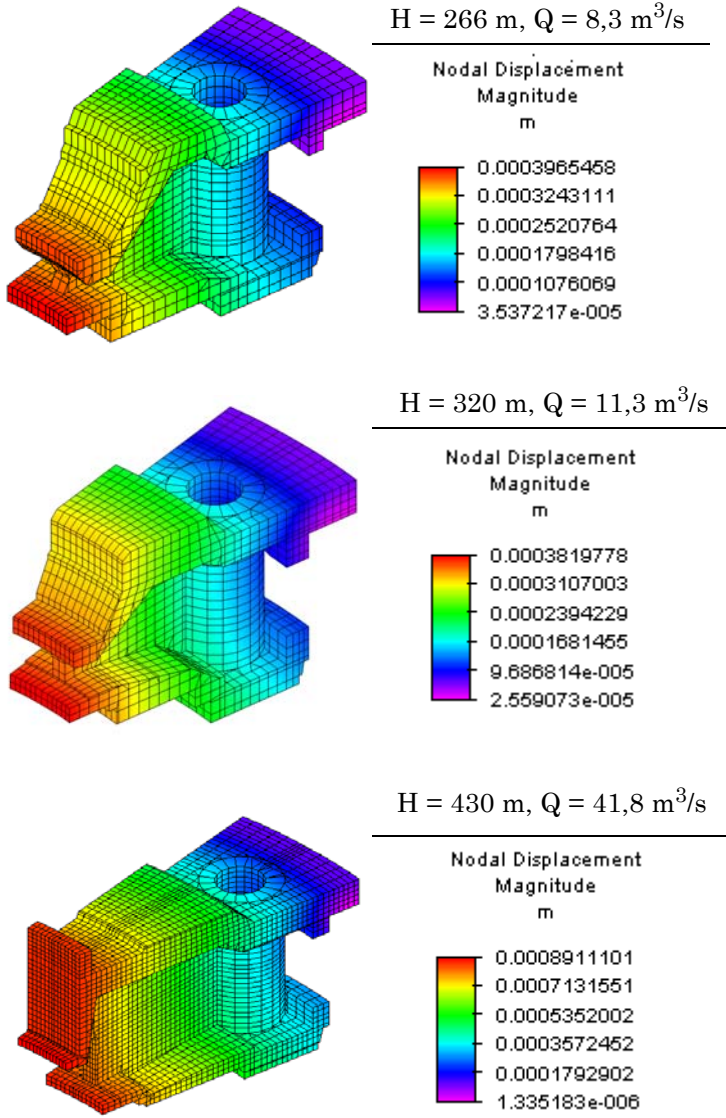 H = 266 m, Q = 8,3 m³/s
Nodal Displacement
Magnitude
m
0.0003965458
0.0003243111
0.0002520764
0.0001798416
0.0001076069
3.537217e-005
H = 320 m, Q = 11,3 m³/s
Nodal Displacement
Magnitude
m
0.0003819778
0.0003107003
0.0002394229
0.0001681455
9.686814e-005
2.559073e-005
H = 430 m, Q = 41,8 m³/s
Nodal Displacement
Magnitude
m
0.0008911101
0.0007131551
0.0005352002
0.0003572452
0.0001792902
1.335183e-006